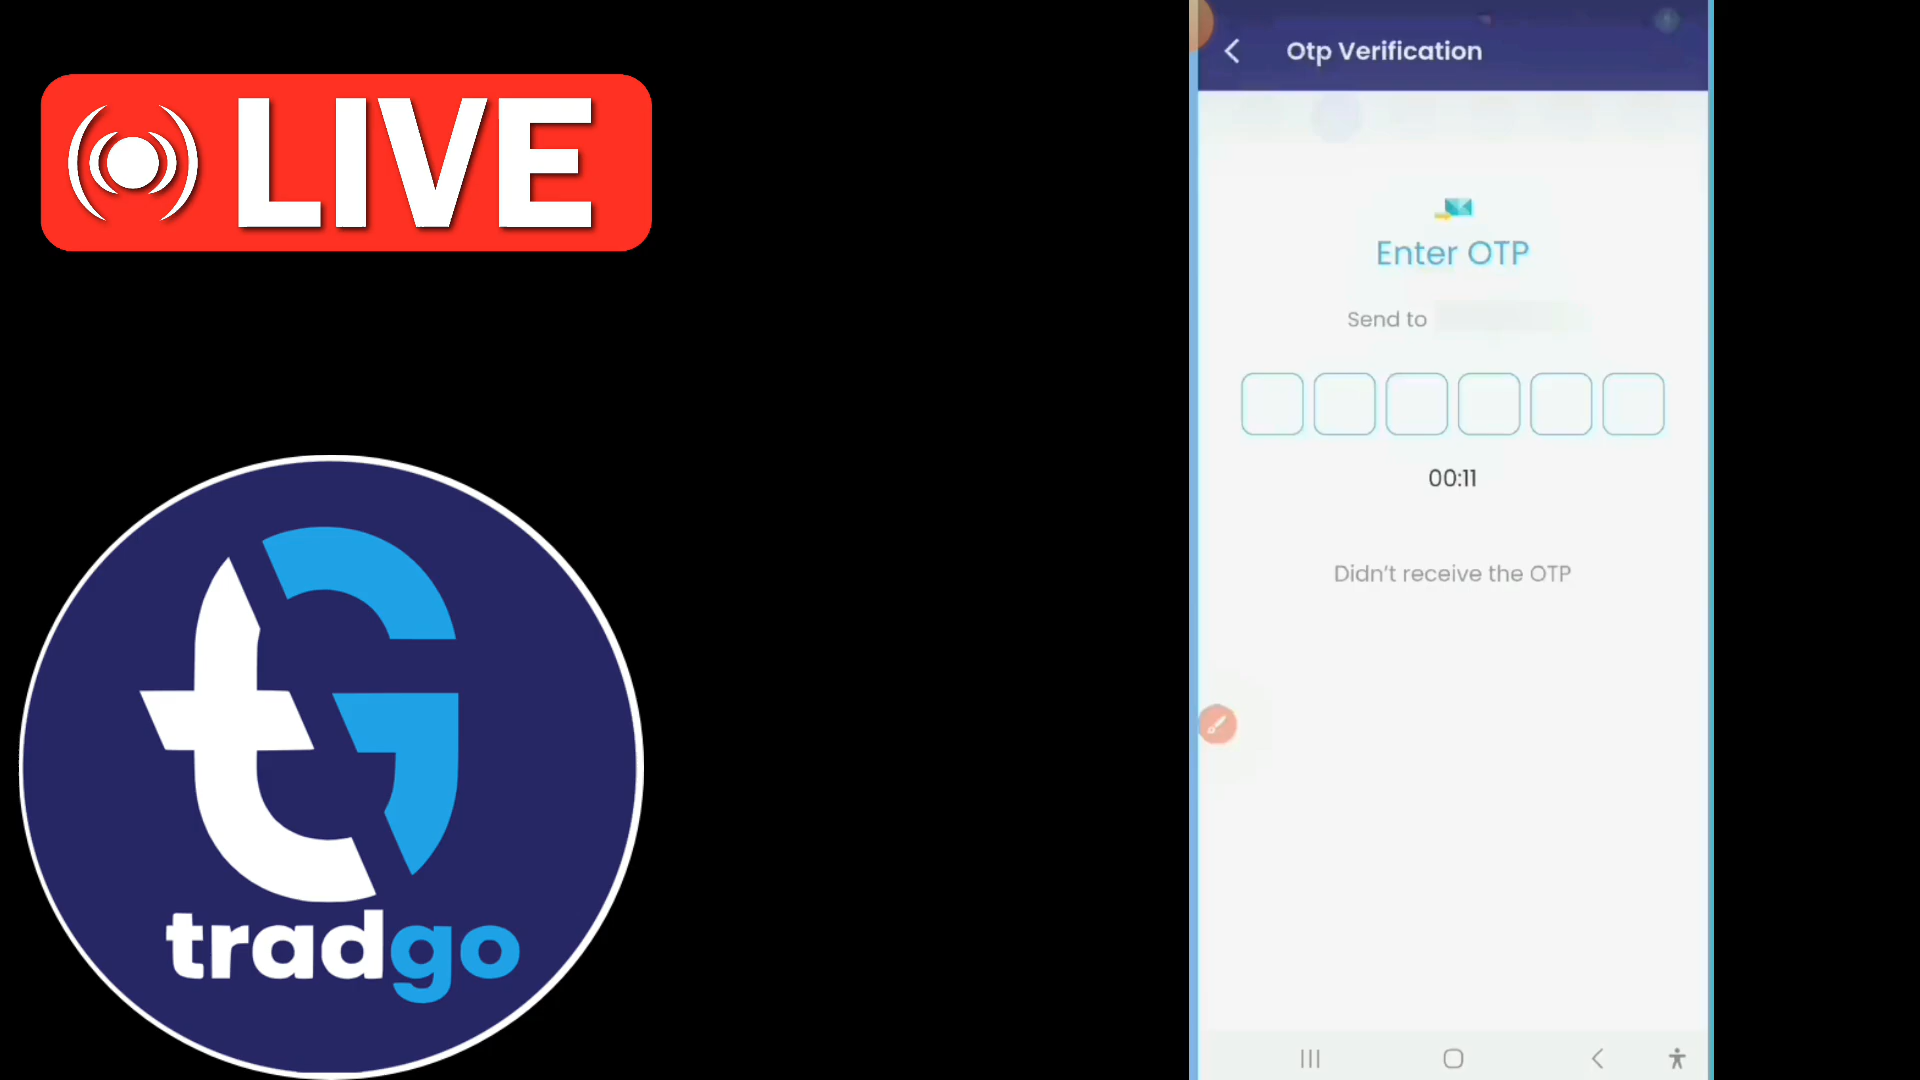 LIVE
tradgo
Otp Verification
Enter OTP
Send to
00:11
Didn't receive the OTP